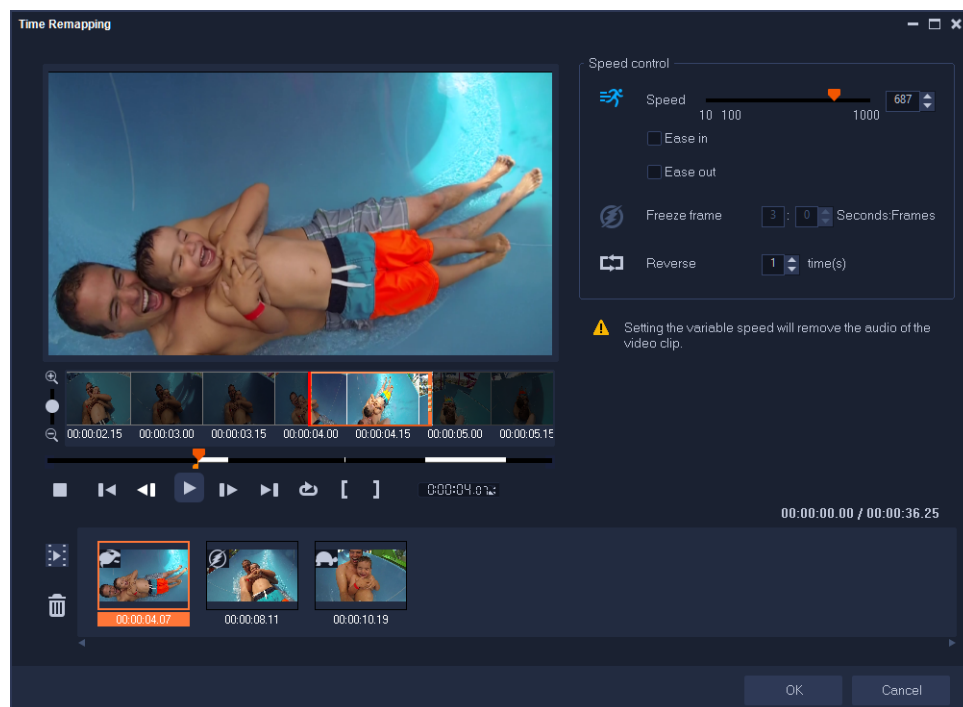 Time Remapping
Speed control
Speed
687
10 100 1000
Ease in
Ease out
Freeze frame 3 : 0 Seconds:Frames
Reverse 1 time(s)
Setting the variable speed will remove the audio of the
video clip.
00:00:02.15 00:00:03.00 00:00:03.15 00:00:04.00 00:00:04.15 00:00:05.00 00:00:05.15
0:00:04.07
00:00:00.00 / 00:00:36.25
00:00:04.07 00:00:08.11 00:00:10.19
OK Cancel